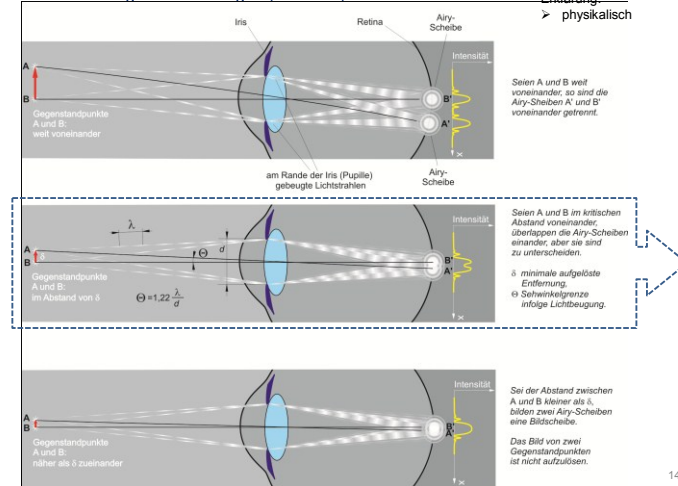 Erklärung:
➢ physikalisch
Iris
Retina
Airy-
Scheibe
Intensität
A
B
B'
A'
x
Gegenstandpunkte
A und B:
weit voneinander
am Rande der Iris (Pupille)
gebeugte Lichtstrahlen
Airy-
Scheibe
Seien A und B weit
voneinander, so sind die
Airy-Sheiben A' und B'
voneinander getrennt.
Intensität
λ
A
δ
B
Θ
d
B'
A'
x
Gegenstandpunkte
A und B:
im Abstand von δ
Θ=1,22 λ/d
Seien A und B im kritischen
Abstand voneinander,
überlappen die Airy-Scheiben
einander, aber sie sind
zu unterscheiden.
δ minimale aufgelöste
Entfernung,
Θ Sehwinkelgrenze
infolge Lichtbeugung.
Intensität
A
B
B'
A'
x
Gegenstandpunkte
A und B:
näher als δ zueinander
Sei der Abstand zwischen
A und B kleiner als δ,
bilden zwei Airy-Scheiben
eine Bildscheibe.
Das Bild von zwei
Gegenstandpunkten
ist nicht aufzulösen.
14